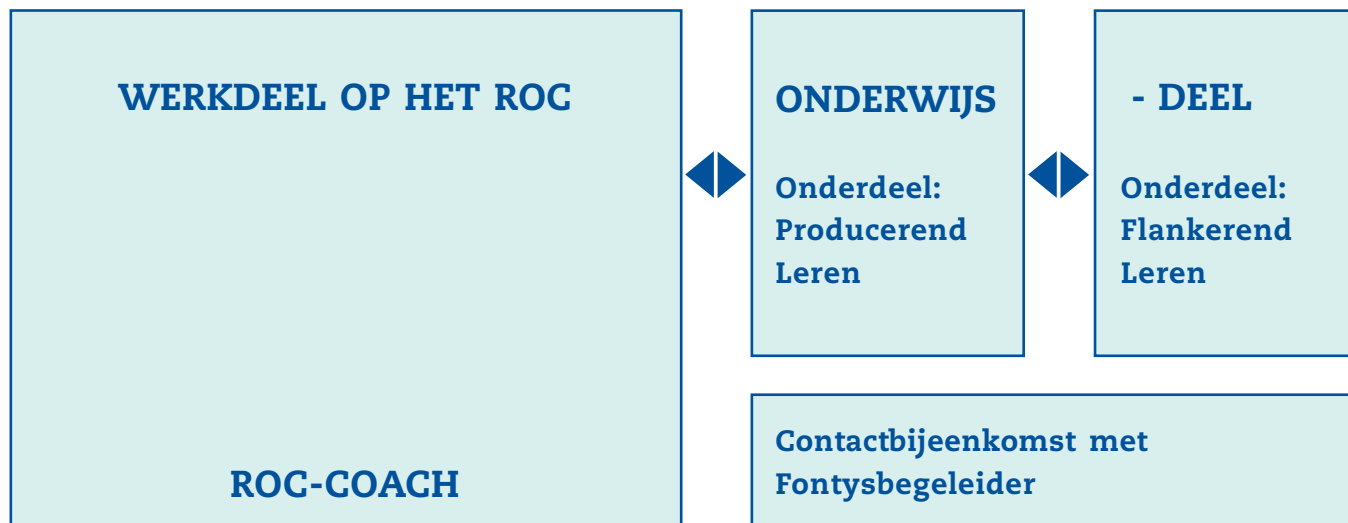 WERKDEEL OP HET ROC
ROC-COACH
ONDERWIJS
Onderdeel:
Producerend
Leren
- DEEL
Onderdeel:
Flankerend
Leren
Contactbijeenkomst met
Fontysbegeleider